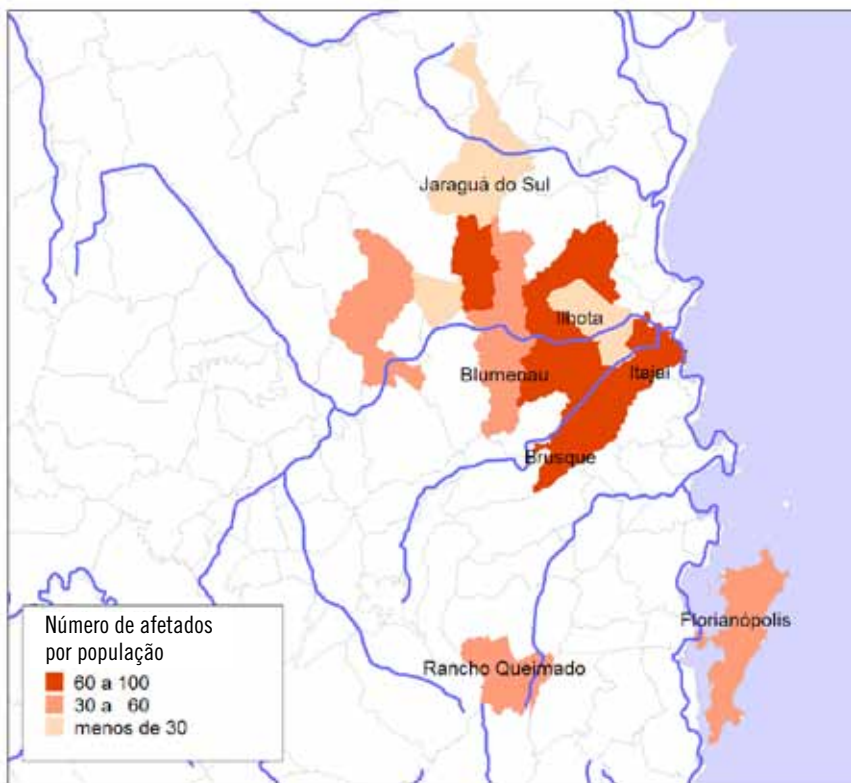 Jaraguá do Sul
Ilhota
Blumenau
Itajaí
Brusque
Florianópolis
Rancho Queimado
Número de afetados
por população
60 a 100
30 a 60
menos de 30